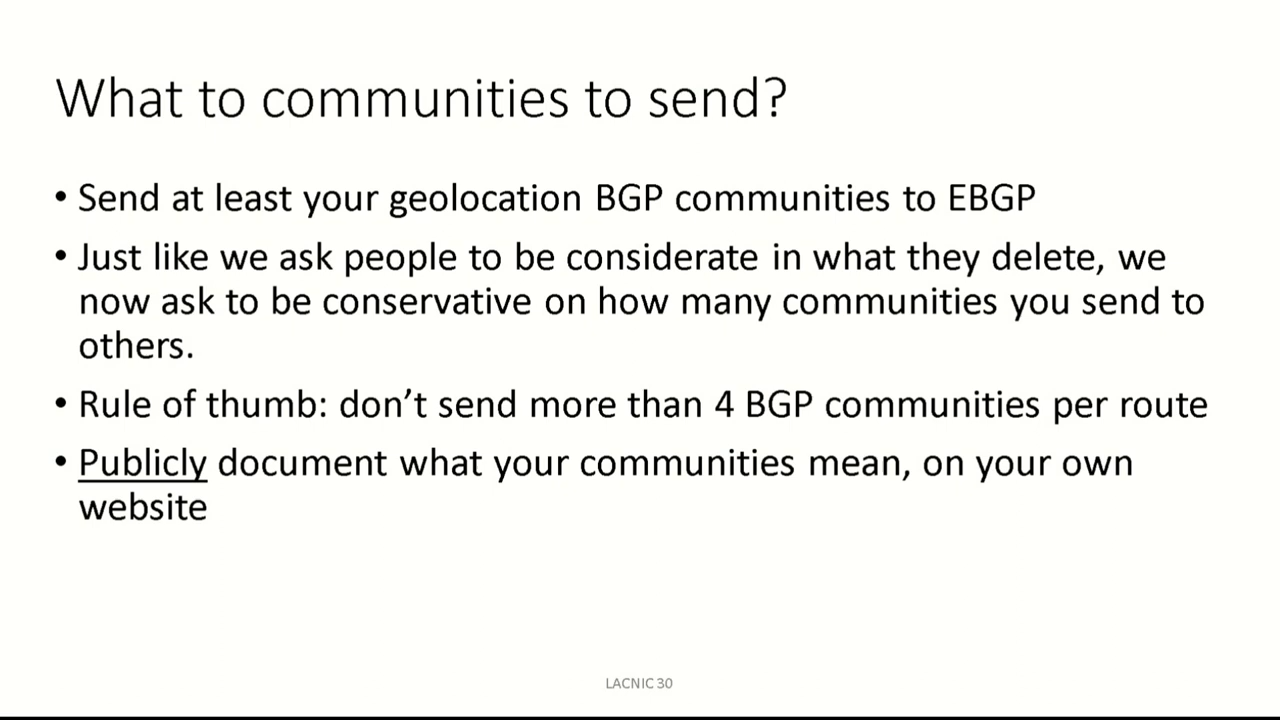 What to communities to send?
• Send at least your geolocation BGP communities to EBGP
• Just like we ask people to be considerate in what they delete, we
now ask to be conservative on how many communities you send to
others.
• Rule of thumb: don’t send more than 4 BGP communities per route
• Publicly document what your communities mean, on your own
website
LACNIC 30